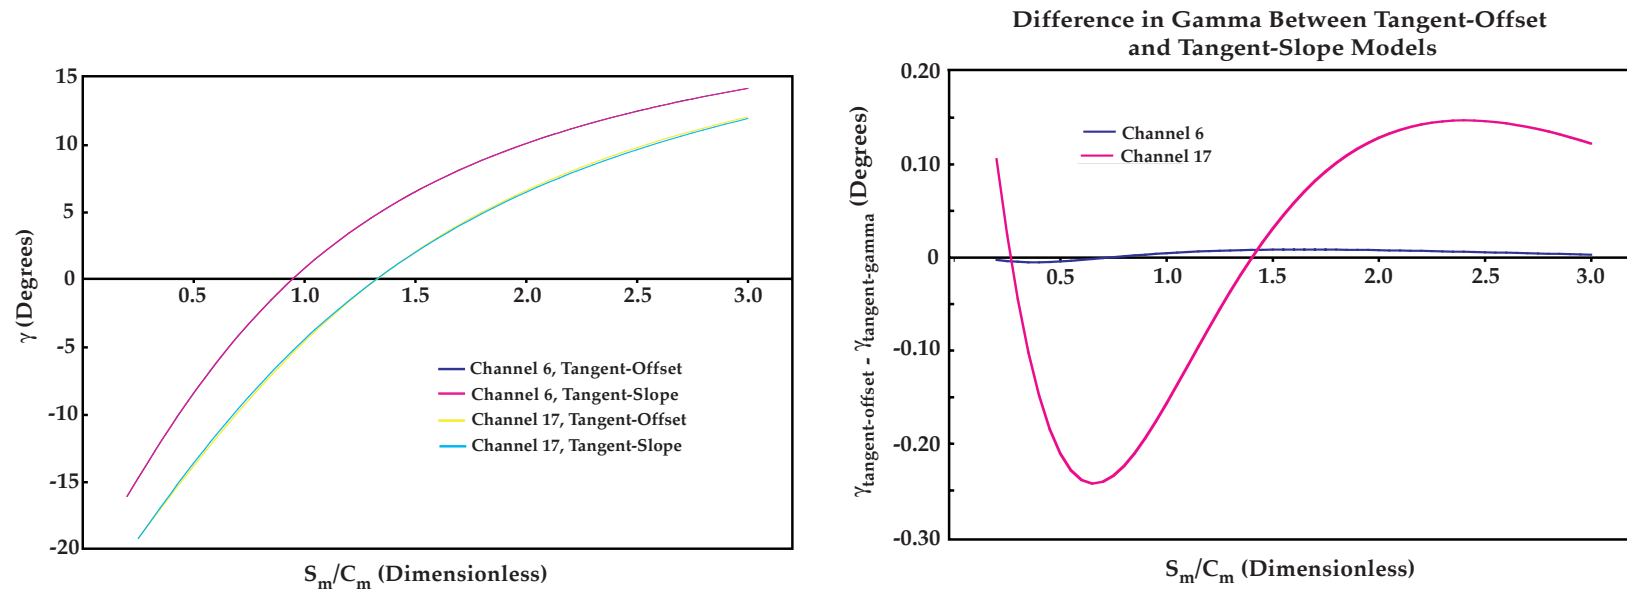 15
10
5
0
-5
-10
-15
-20
γ (Degrees)
0.5 1.0 1.5 2.0 2.5 3.0
Channel 6, Tangent-Offset
Channel 6, Tangent-Slope
Channel 17, Tangent-Offset
Channel 17, Tangent-Slope
Sm/Cm (Dimensionless)
Difference in Gamma Between Tangent-Offset
and Tangent-Slope Models
0.20
0.10
0
-0.10
-0.20
-0.30
γtangent-offset - γtangent-gamma (Degrees)
Channel 6
Channel 17
0.5 1.0 1.5 2.0 2.5 3.0
Sm/Cm (Dimensionless)